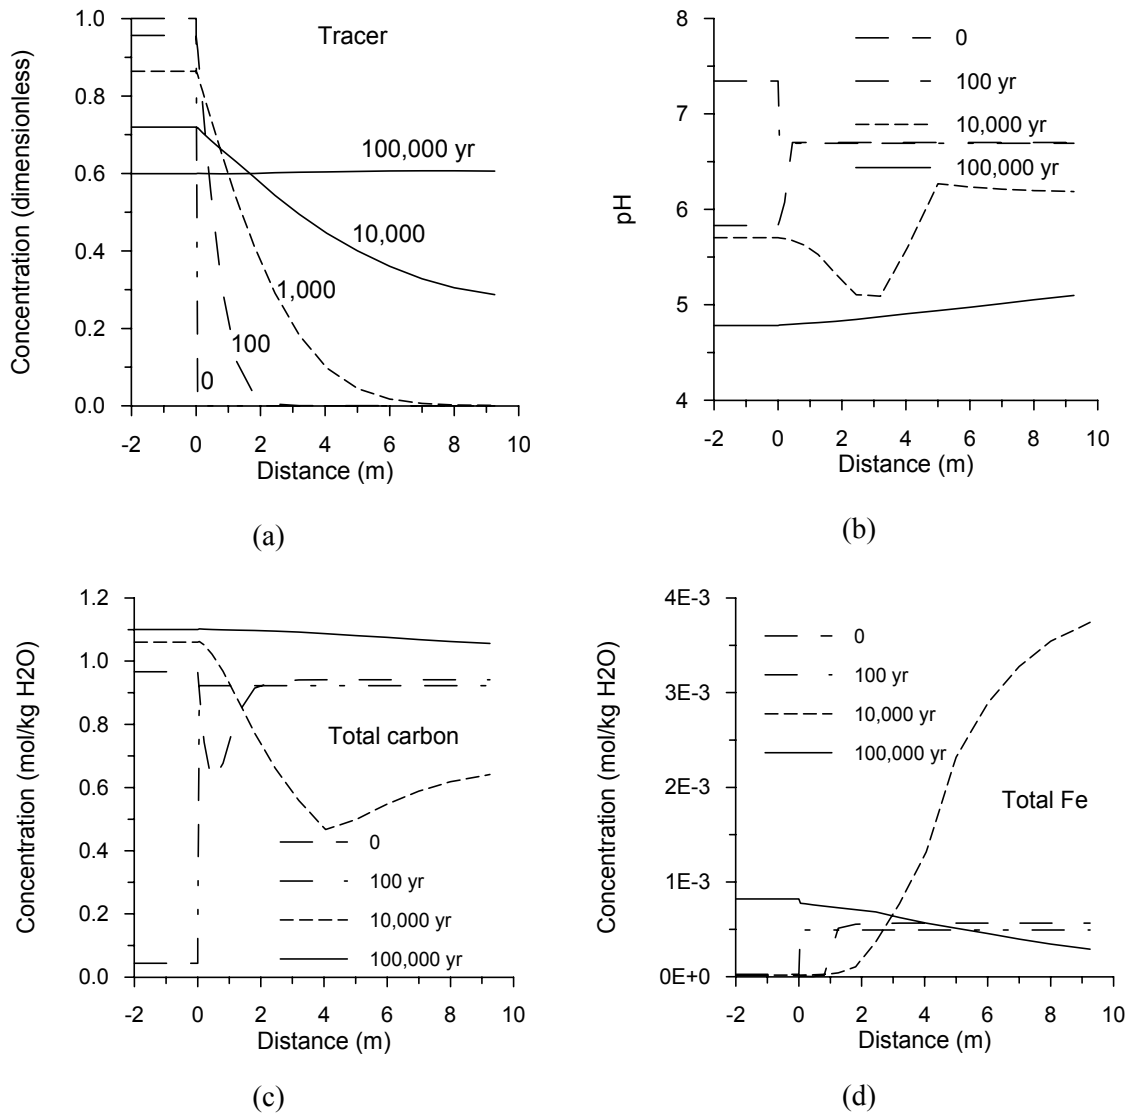 Tracer
1.0
0.8
0.6
0.4
0.2
0.0
Concentration (dimensionless)
100,000 yr
10,000
1,000
100
0
-2 0 2 4 6 8 10
Distance (m)
(a)
8
7
6
5
4
pH
0
100 yr
10,000 yr
100,000 yr
-2 0 2 4 6 8 10
Distance (m)
(b)
1.2
1.0
0.8
0.6
0.4
0.2
0.0
Concentration (mol/kg H2O)
Total carbon
0
100 yr
10,000 yr
100,000 yr
-2 0 2 4 6 8 10
Distance (m)
(c)
4E-3
3E-3
2E-3
1E-3
0E+0
Concentration (mol/kg H2O)
0
100 yr
10,000 yr
100,000 yr
Total Fe
-2 0 2 4 6 8 10
Distance (m)
(d)